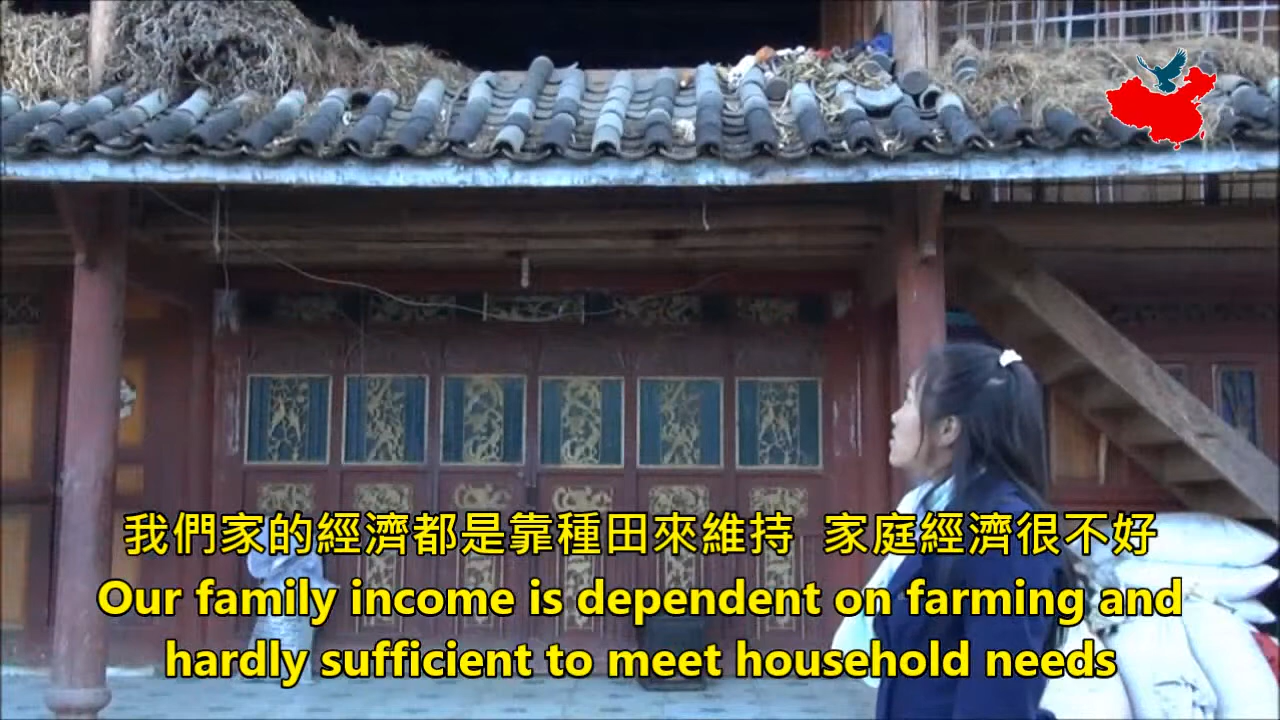 我們家的經濟都是靠種田來維持 家庭經濟很不好
Our family income is dependent on farming and
hardly sufficient to meet household needs